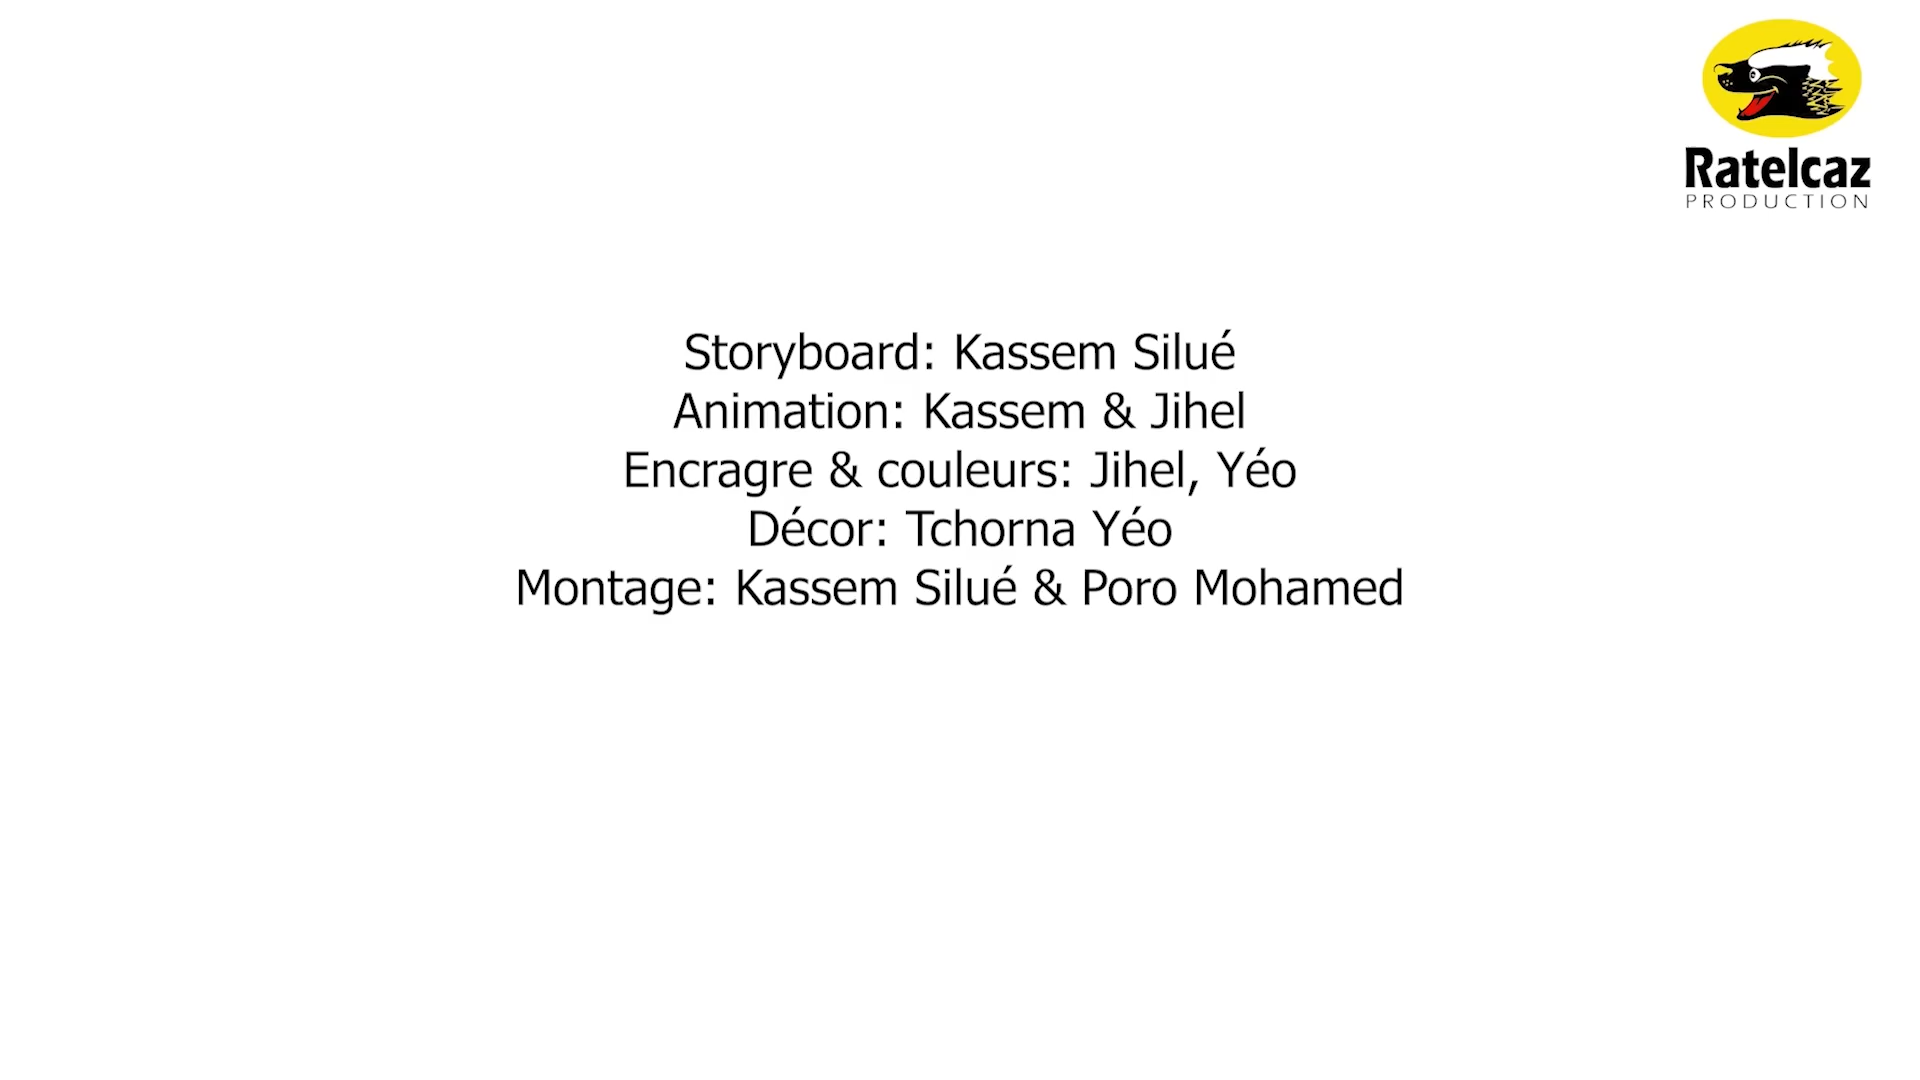 Ratelcaz
PRODUCTION
Storyboard: Kassem Silué
Animation: Kassem & Jihel
Encragre & couleurs: Jihel, Yéo
Décor: Tchorna Yéo
Montage: Kassem Silué & Poro Mohamed